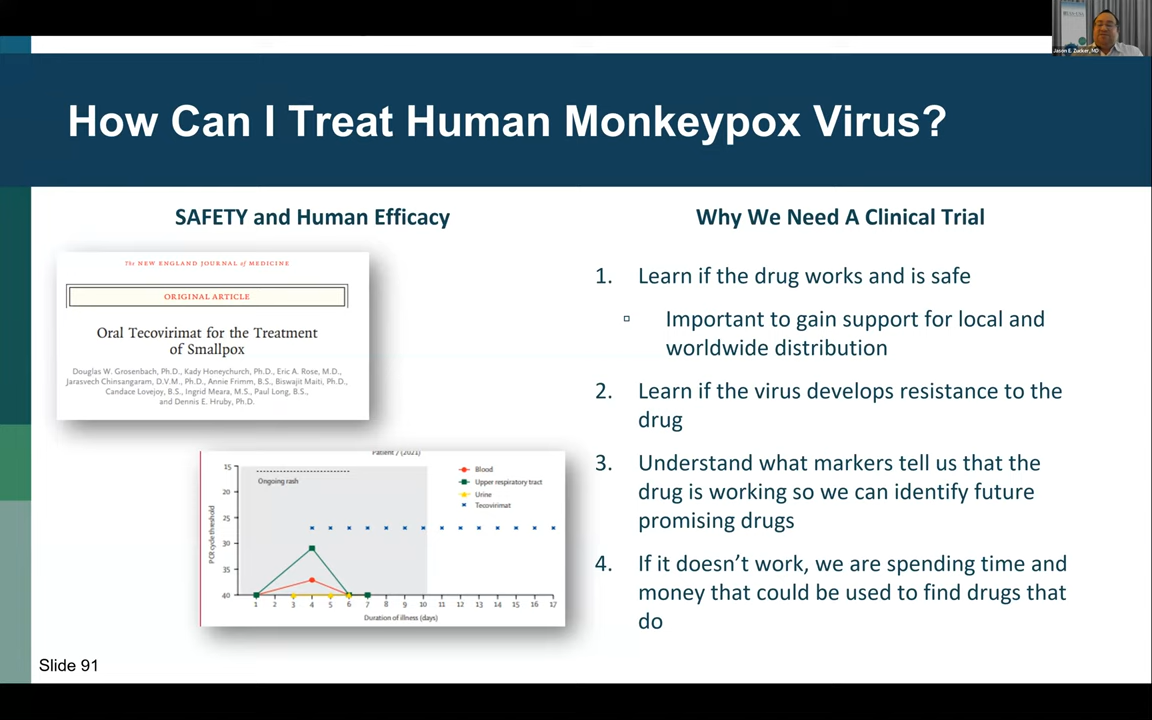 Jason E. Zucker, MD
How Can I Treat Human Monkeypox Virus?
SAFETY and Human Efficacy
The NEW ENGLAND JOURNAL of MEDICINE
ORIGINAL ARTICLE
Oral Tecovirimat for the Treatment
of Smallpox
Douglas W. Grosenbach, Ph.D., Kady Honeychurch, Ph.D., Eric A. Rose, M.D.,
Jarasvech Chinsangaram, D.V.M., Ph.D., Annie Frimm, B.S., Biswajit Maiti, Ph.D.,
Candace Lovejoy, B.S., Ingrid Meara, M.S., Paul Long, B.S.,
and Dennis E. Hruby, Ph.D.
Patient 7 (2021)
15
20
25
30
35
40
Ongoing rash
Blood
Upper respiratory tract
Urine
Tecovirimat
PCR cycle threshold
1 2 3 4 5 6 7 8 9 10 11 12 13 14 15 16 17
Duration of illness (days)
Why We Need A Clinical Trial
1. Learn if the drug works and is safe
Important to gain support for local and
worldwide distribution
2. Learn if the virus develops resistance to the
drug
3. Understand what markers tell us that the
drug is working so we can identify future
promising drugs
4. If it doesn’t work, we are spending time and
money that could be used to find drugs that
do
Slide 91